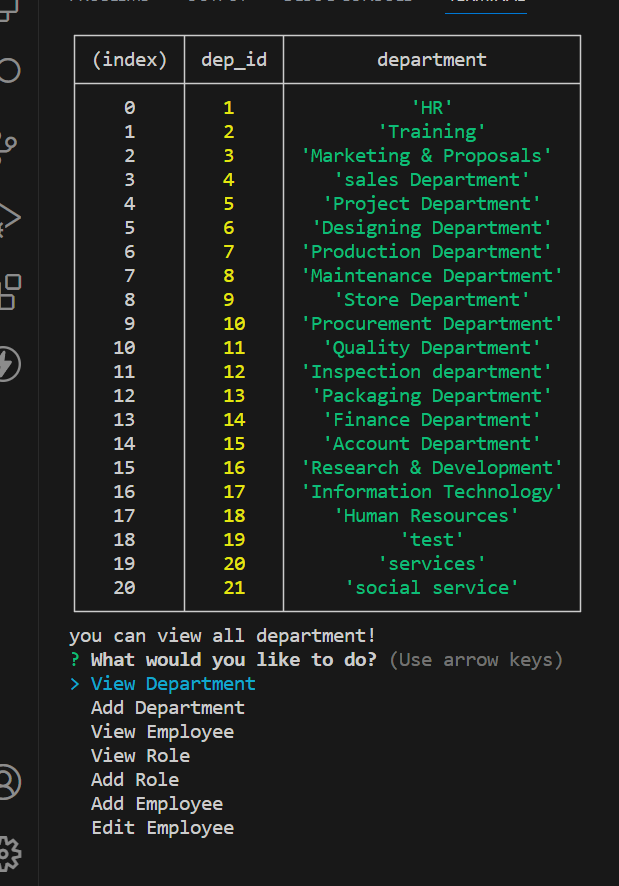 TERMINAL
(index) dep_id department
0 1 'HR'
1 2 'Training'
2 3 'Marketing & Proposals'
3 4 'sales Department'
4 5 'Project Department'
5 6 'Designing Department'
6 7 'Production Department'
7 8 'Maintenance Department'
8 9 'Store Department'
9 10 'Procurement Department'
10 11 'Quality Department'
11 12 'Inspection department'
12 13 'Packaging Department'
13 14 'Finance Department'
14 15 'Account Department'
15 16 'Research & Development'
16 17 'Information Technology'
17 18 'Human Resources'
18 19 'test'
19 20 'services'
20 21 'social service'
you can view all department!
? What would you like to do? (Use arrow keys)
> View Department
Add Department
View Employee
View Role
Add Role
Add Employee
Edit Employee